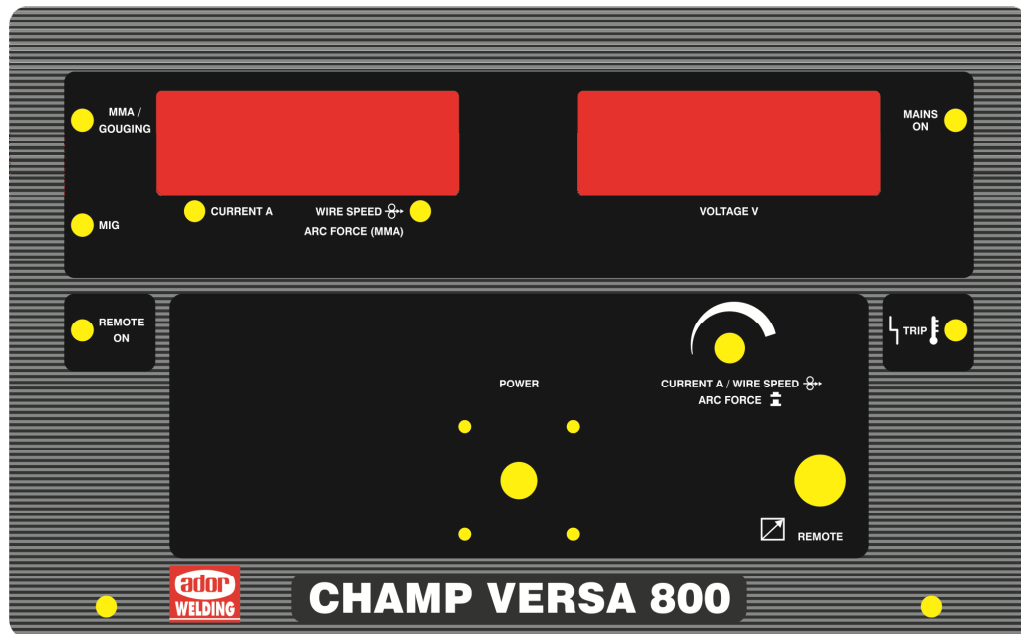 MMA /
GOUGING
MAINS
ON
CURRENT A
WIRE SPEED
ARC FORCE (MMA)
VOLTAGE V
MIG
REMOTE
ON
TRIP
POWER
CURRENT A / WIRE SPEED
ARC FORCE
REMOTE
ador
WELDING
CHAMP VERSA 800